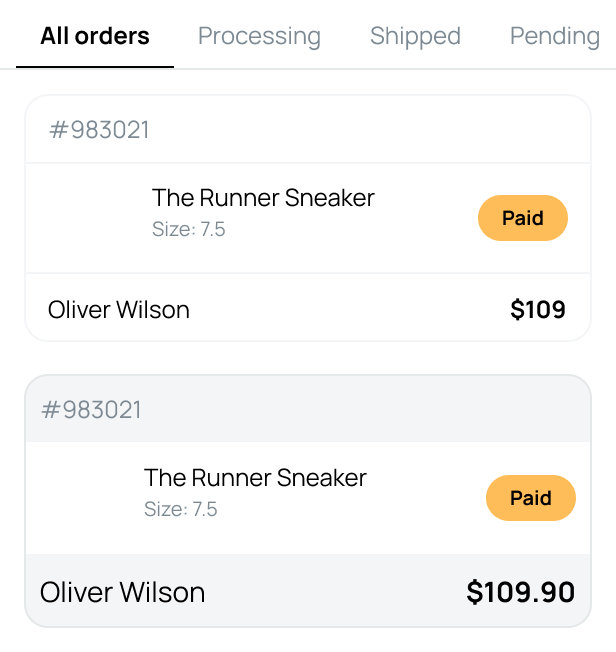 All orders Processing Shipped Pending
#983021
The Runner Sneaker
Size: 7.5
Paid
Oliver Wilson $109
#983021
The Runner Sneaker
Size: 7.5
Paid
Oliver Wilson $109.90